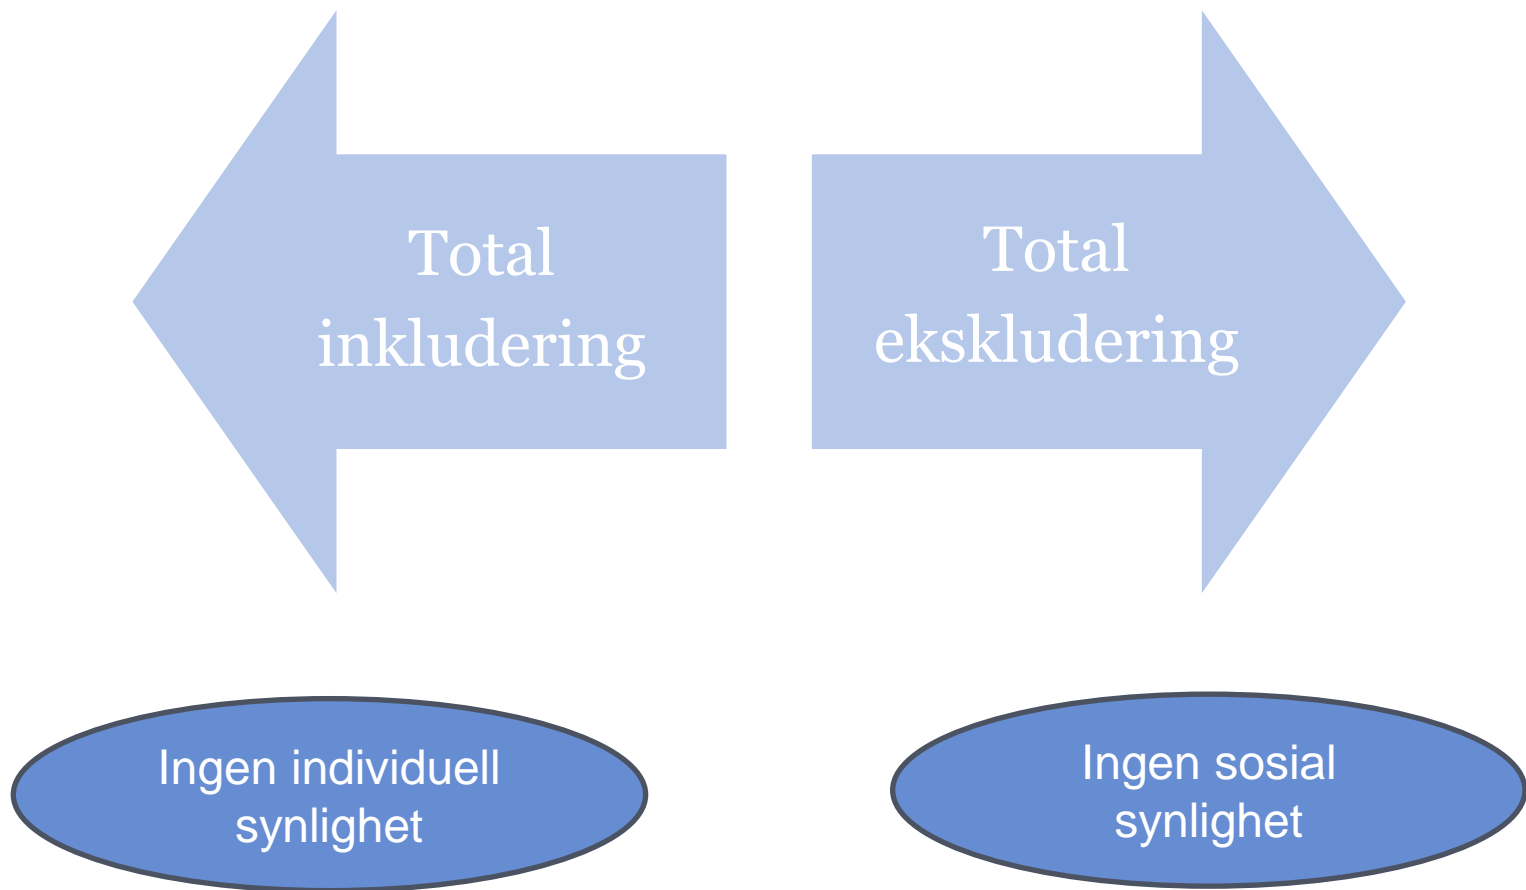 Total
inkludering
Total
ekskludering
Ingen individuell
synlighet
Ingen sosial
synlighet